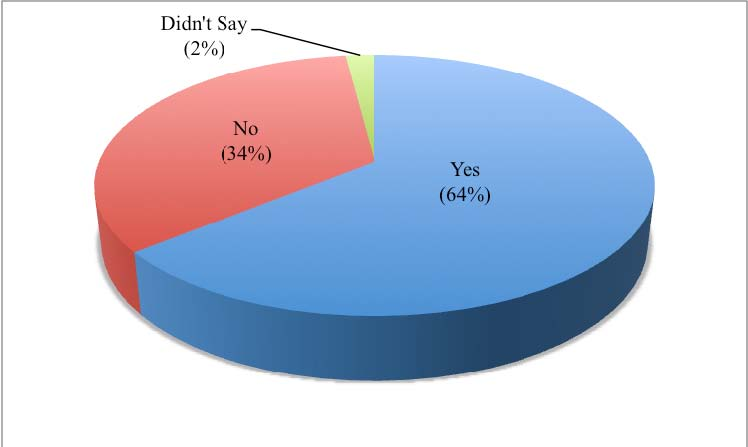 Didn't Say
(2%)
No
(34%)
Yes
(64%)